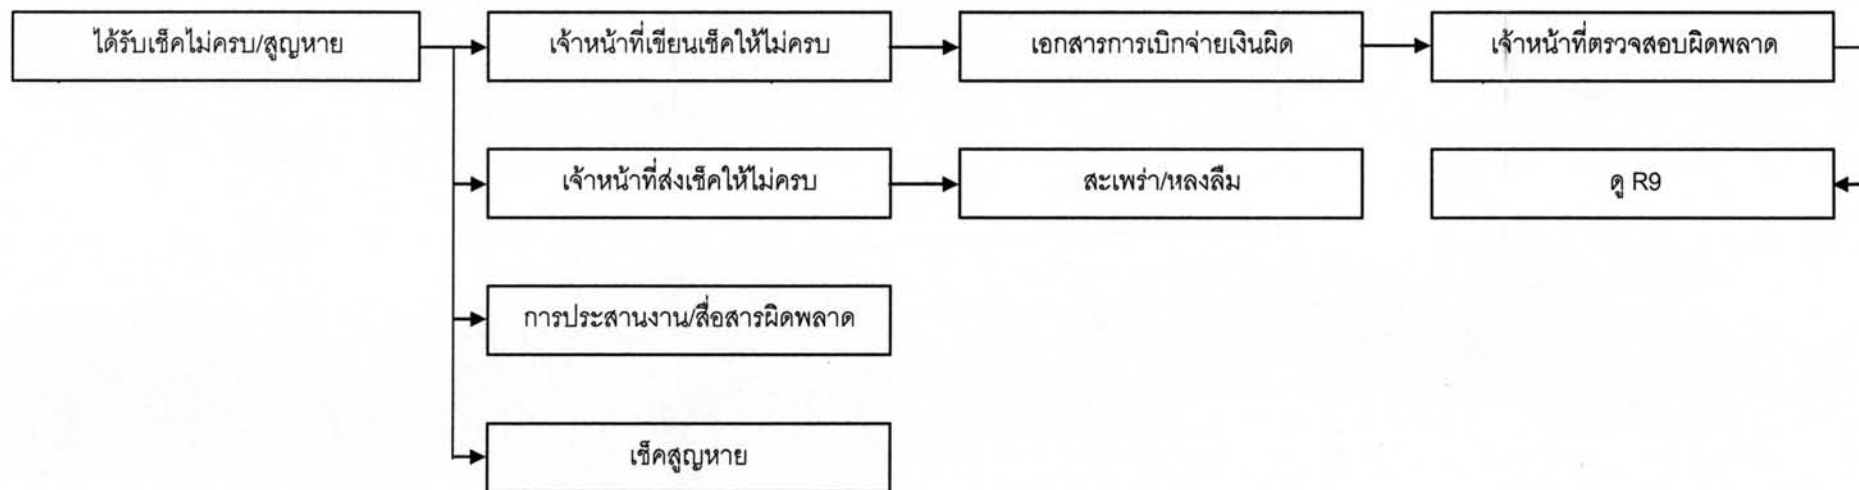 ได้รับเช็คไม่ครบ/สูญหาย
เจ้าหน้าที่เขียนเช็คให้ไม่ครบ
เอกสารการเบิกจ่ายเงินผิด
เจ้าหน้าที่ตรวจสอบผิดพลาด
เจ้าหน้าที่ส่งเช็คให้ไม่ครบ
สะเพร่า/หลงลืม
ดู R9
การประสานงาน/สื่อสารผิดพลาด
เช็คสูญหาย